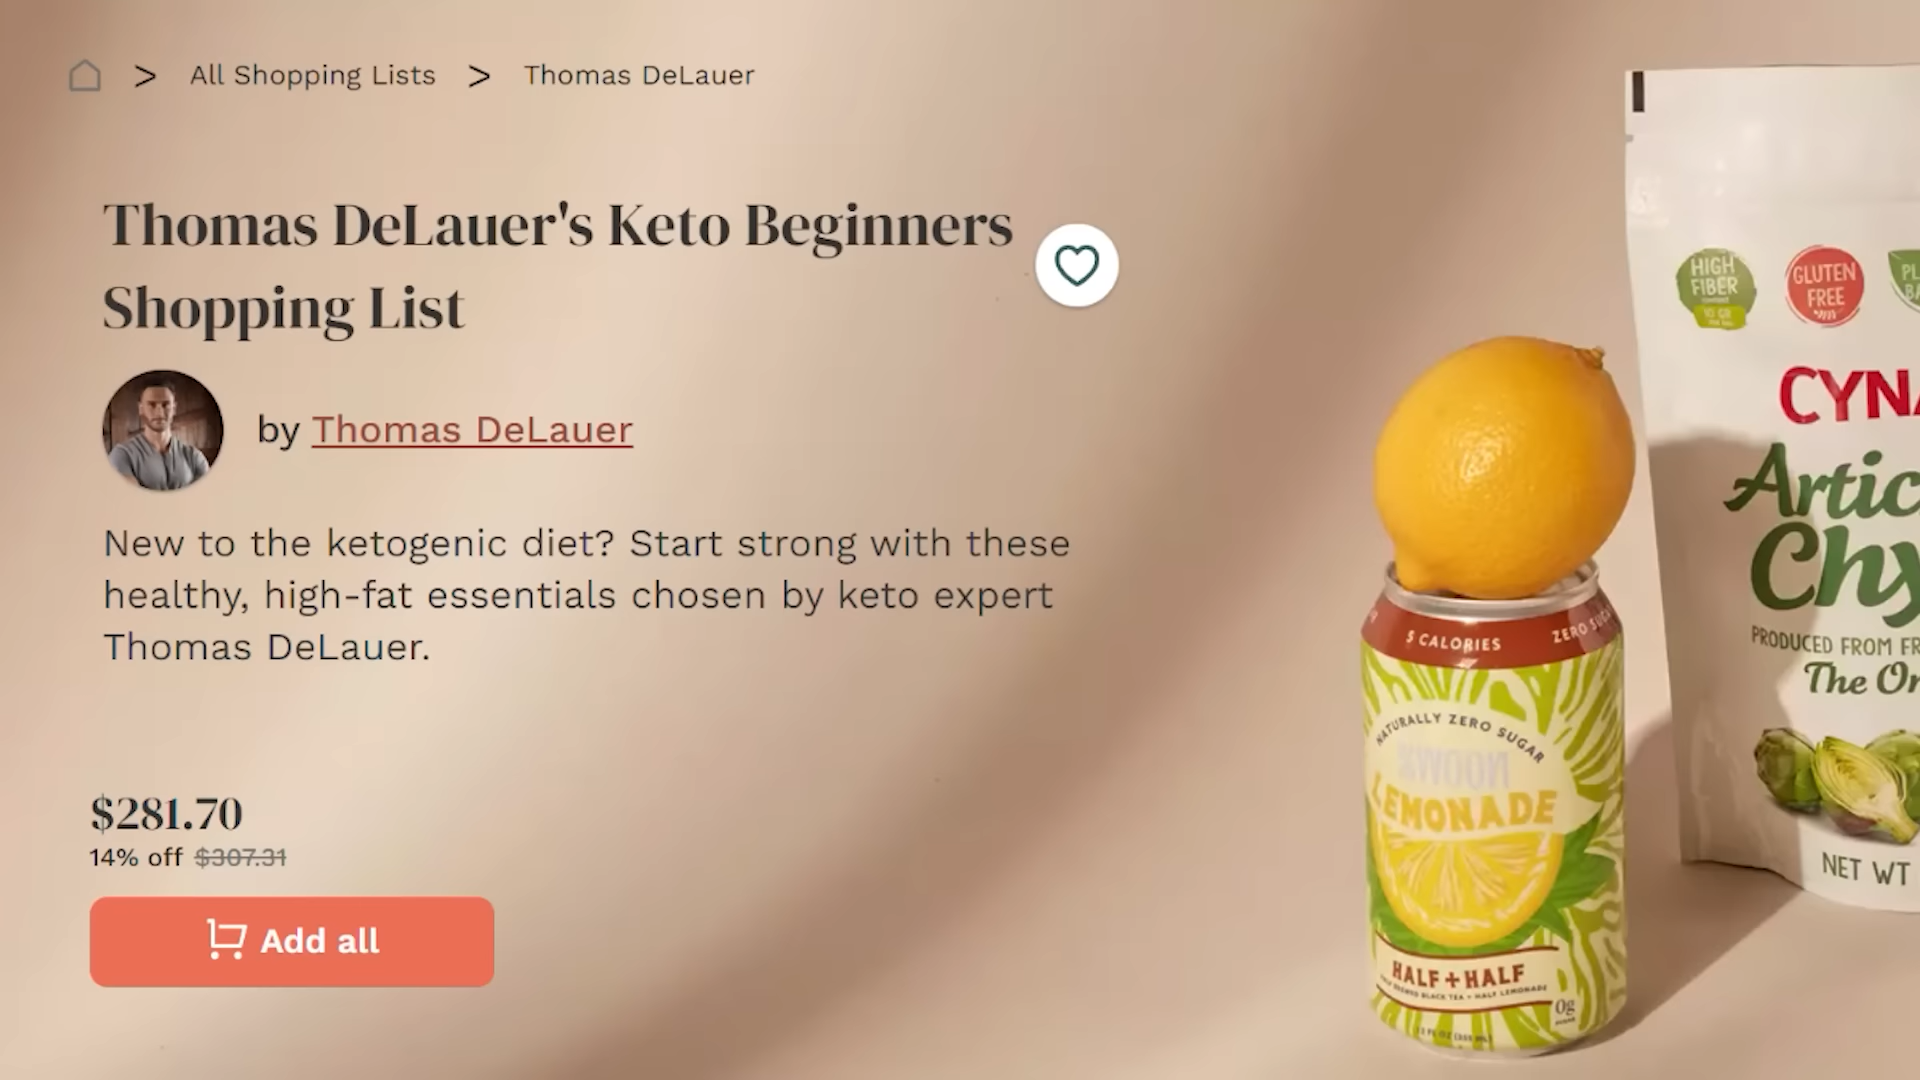 > All Shopping Lists > Thomas DeLauer
Thomas DeLauer's Keto Beginners
Shopping List
by Thomas DeLauer
New to the ketogenic diet? Start strong with these
healthy, high-fat essentials chosen by keto expert
Thomas DeLauer.
$281.70
14% off $307.31
Add all
5 CALORIES
ZERO
NATURALLY ZERO SUGAR
LEMONADE
HALF+HALF
0g
HIGH
FIBER
GLUTEN
FREE
CYN
Artic
Chy
PRODUCED FROM FR
The Or
NET WT